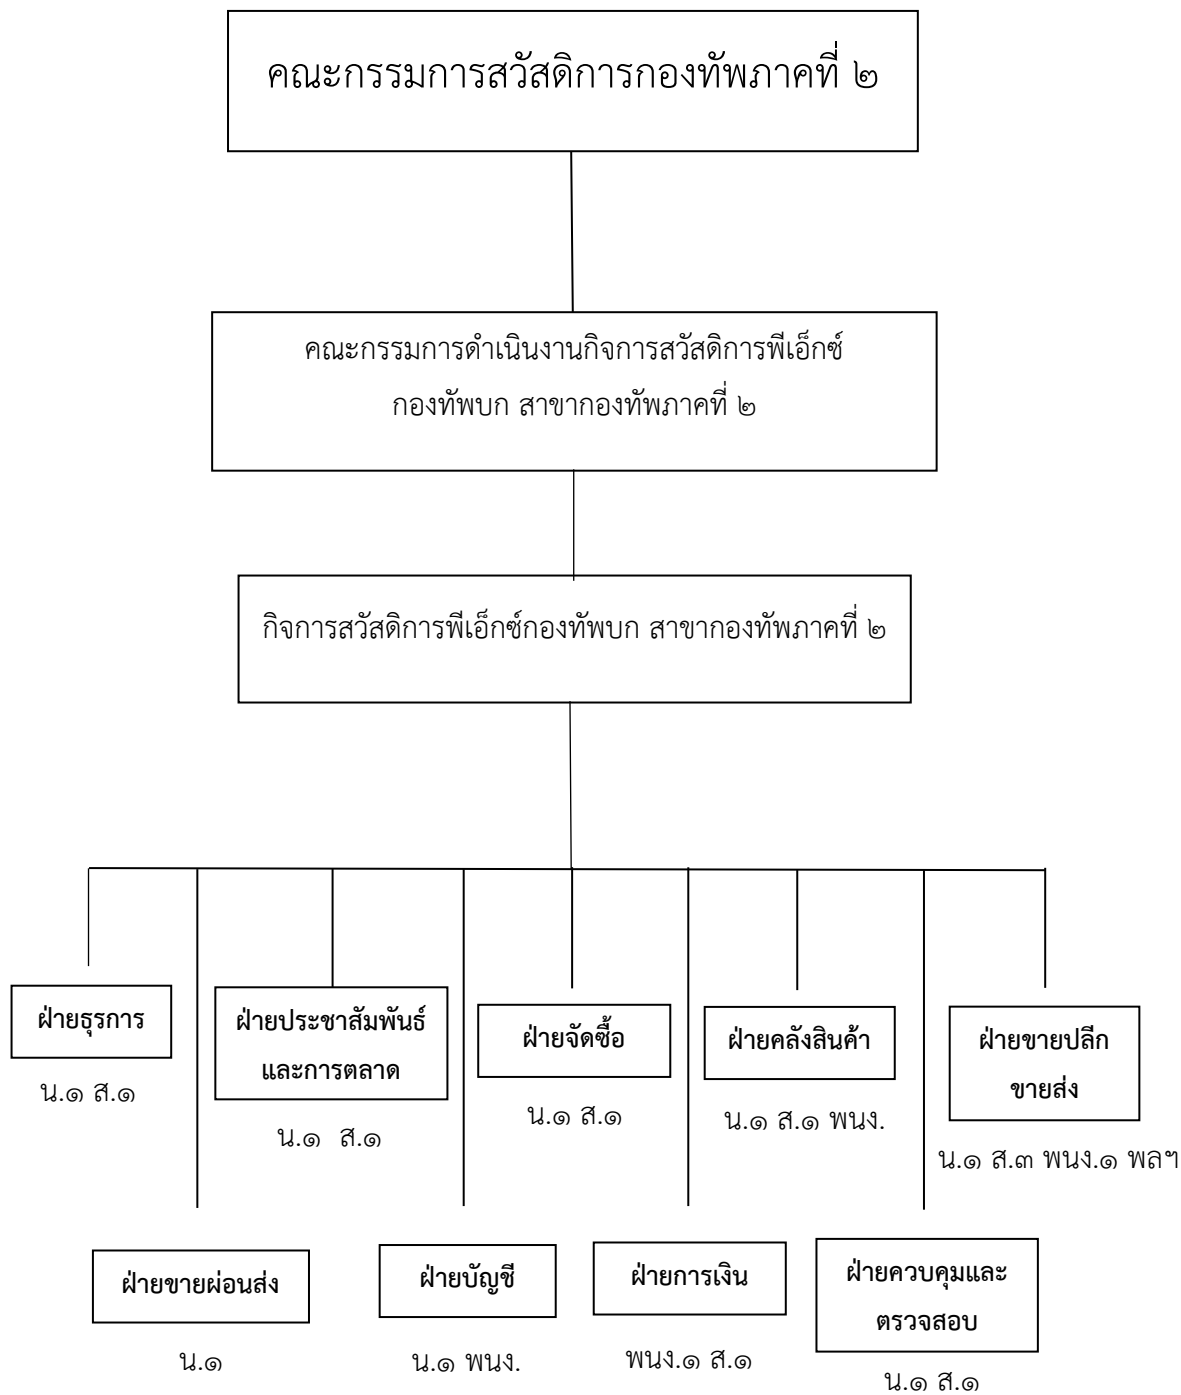 คณะกรรมการสวัสดิการกองทัพภาคที่ ๒
คณะกรรมการดำเนินงานกิจการสวัสดิการพีเอ็กซ์
กองทัพบก สาขากองทัพภาคที่ ๒
กิจการสวัสดิการพีเอ็กซ์กองทัพบก สาขากองทัพภาคที่ ๒
ฝ่ายธุรการ
น.๑ ส.๑
ฝ่ายประชาสัมพันธ์
และการตลาด
น.๑ ส.๑
ฝ่ายจัดซื้อ
น.๑ ส.๑
ฝ่ายคลังสินค้า
น.๑ ส.๑ พนง.
ฝ่ายขายปลีก
ขายส่ง
น.๑ ส.๓ พนง.๑ พลฯ
ฝ่ายขายผ่อนส่ง
น.๑
ฝ่ายบัญชี
น.๑ พนง.
ฝ่ายการเงิน
พนง.๑ ส.๑
ฝ่ายควบคุมและ
ตรวจสอบ
น.๑ ส.๑